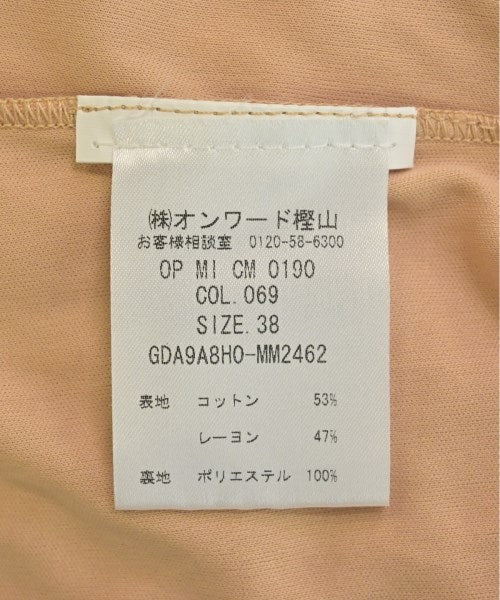 ㈱オンワード樫山
お客様相談室 0120-58-6300
OP MI CM 0190
COL.069
SIZE.38
GDA9A8H0-MM2462
表地 コットン 53%
レーヨン 47%
裏地 ポリエステル 100%